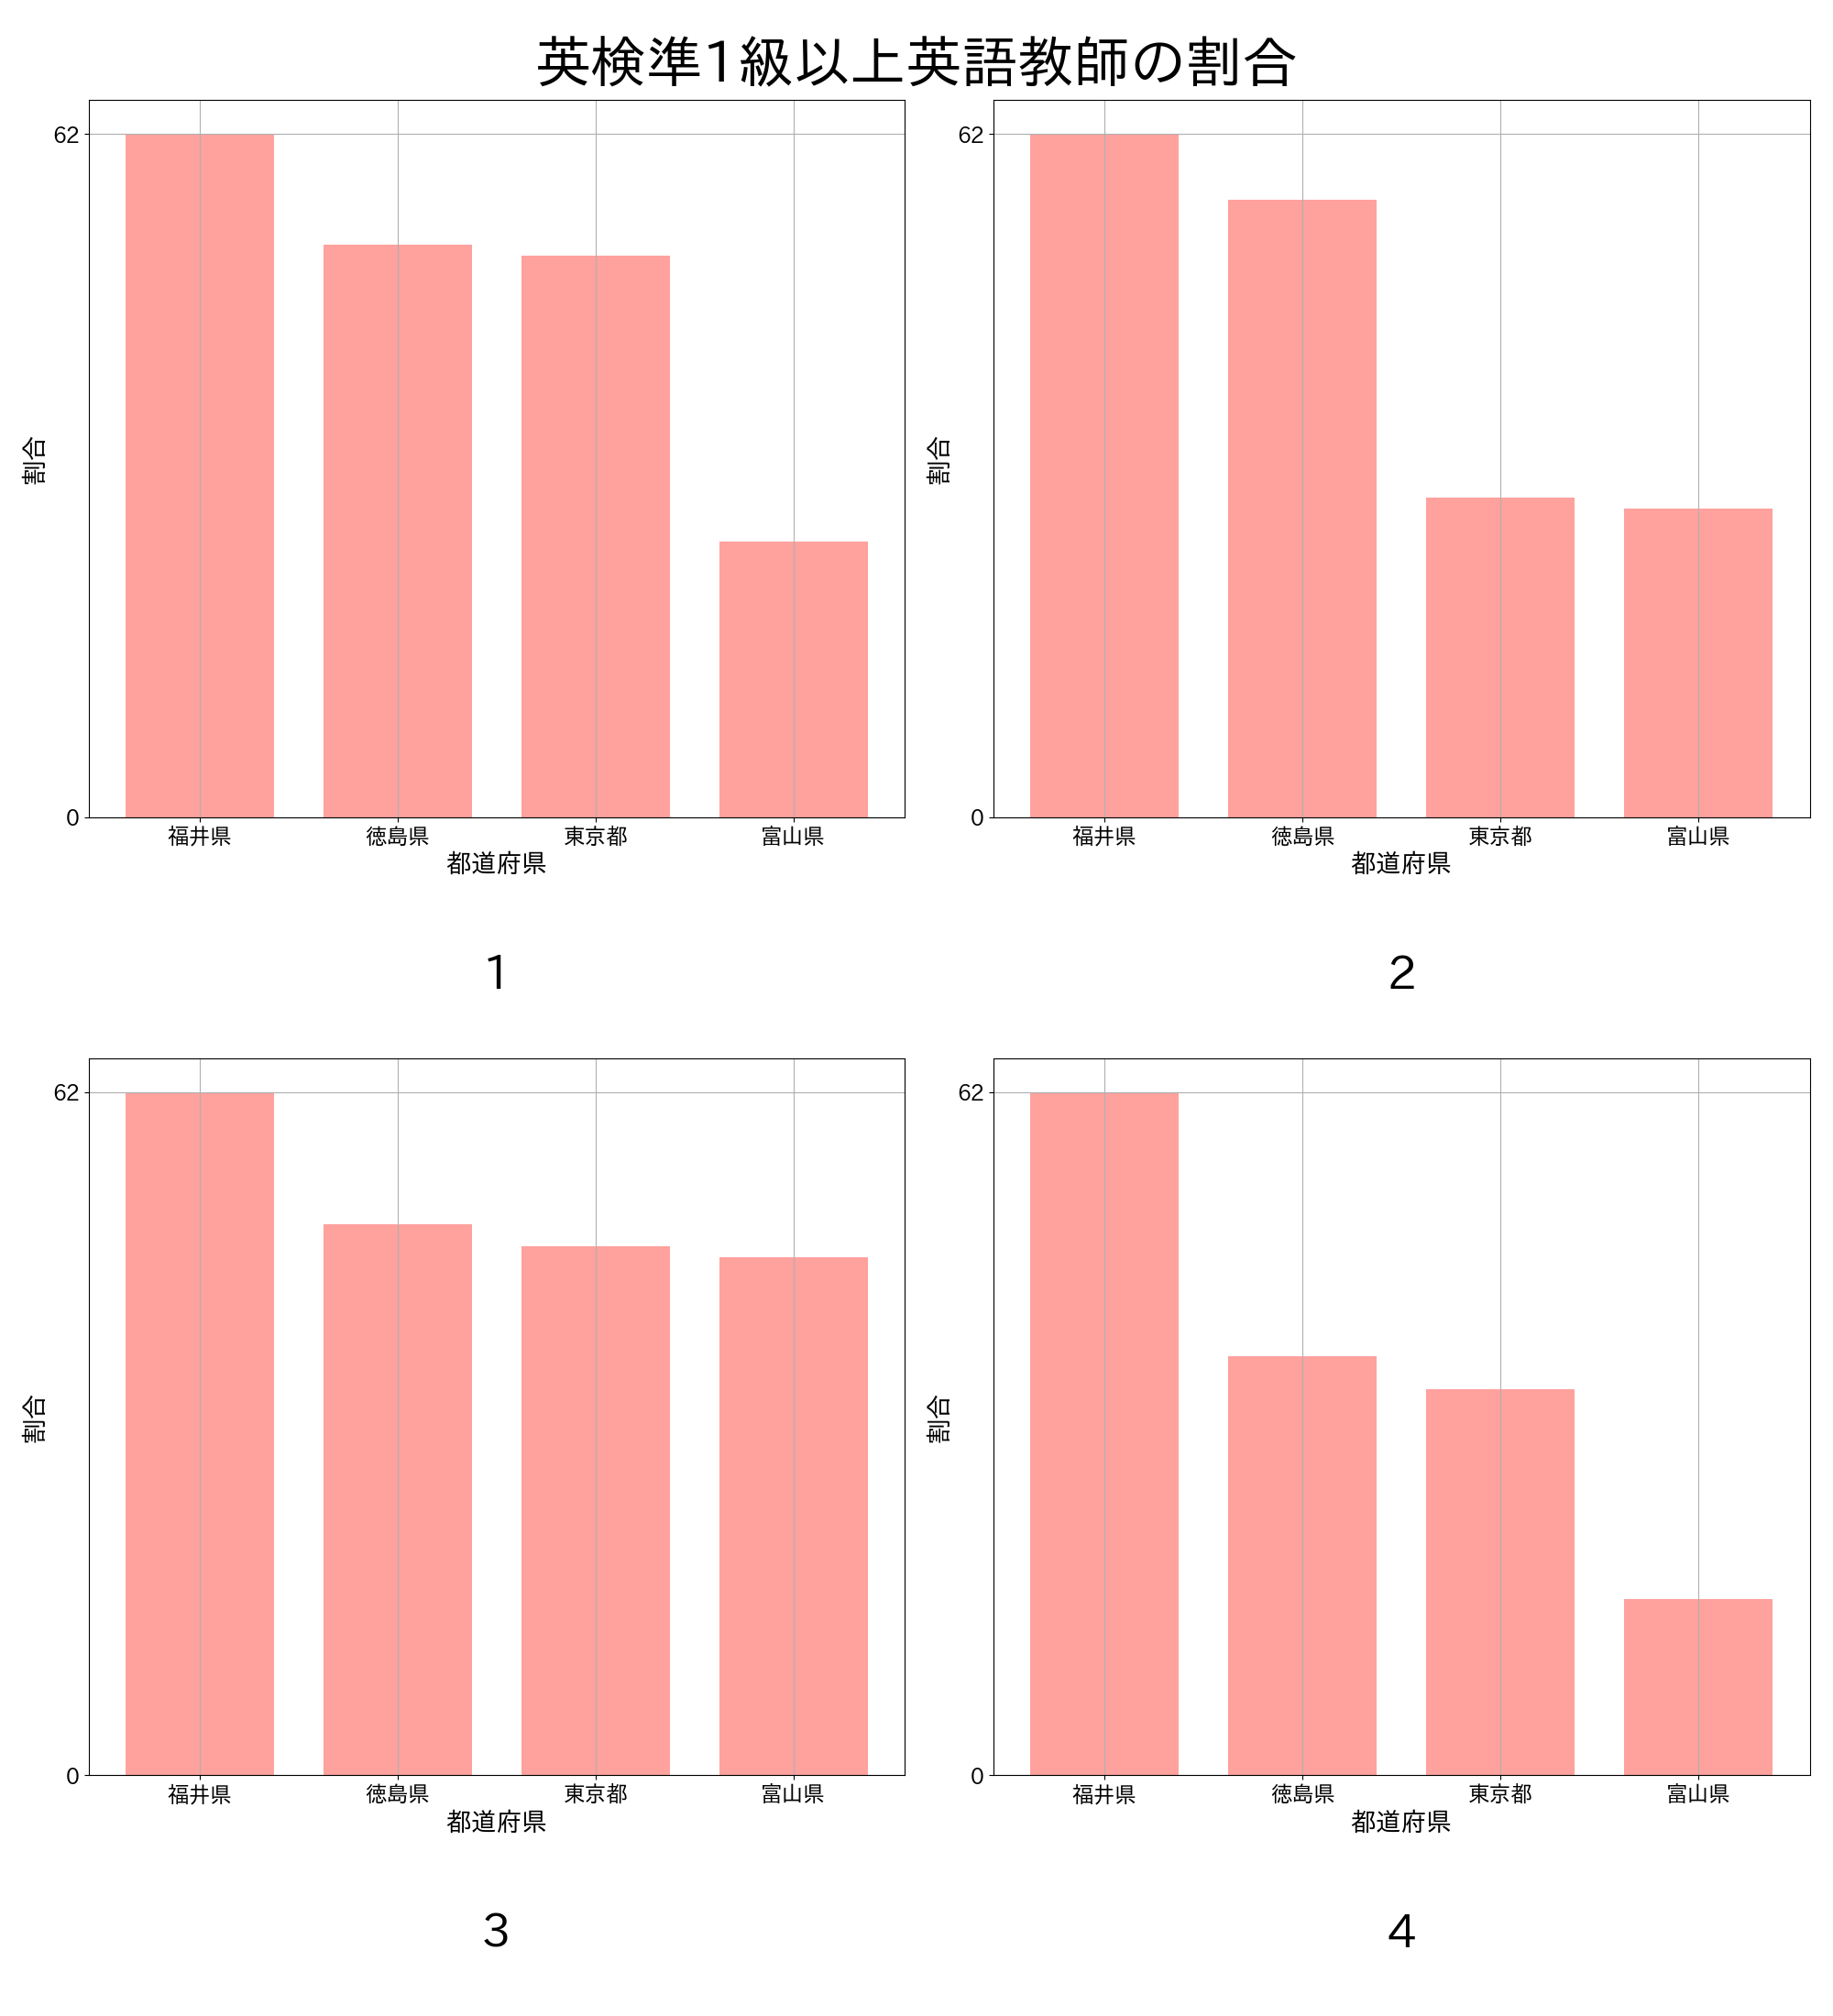 英検準1級以上英語教師の割合
62
割合
0
福井県 徳島県 東京都 富山県
都道府県
1
62
割合
0
福井県 徳島県 東京都 富山県
都道府県
2
62
割合
0
福井県 徳島県 東京都 富山県
都道府県
3
62
割合
0
福井県 徳島県 東京都 富山県
都道府県
4